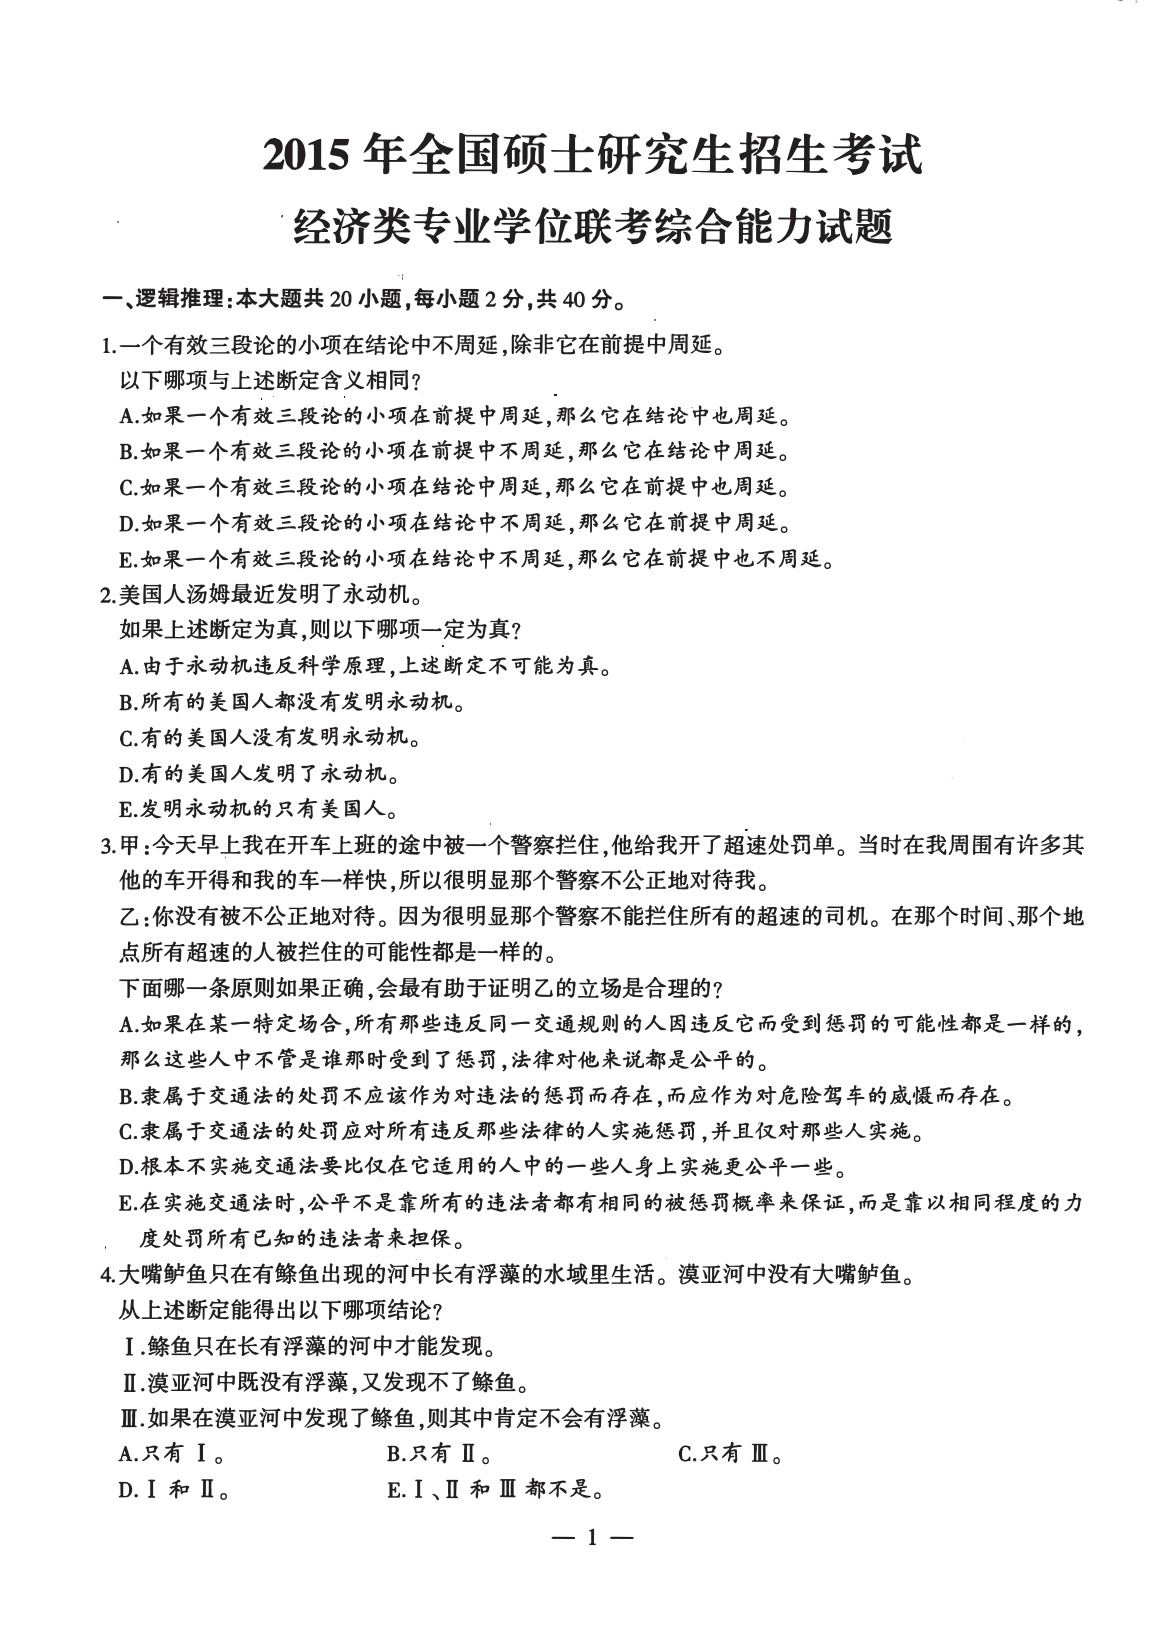 2015 年全国硕士研究生招生考试
经济类专业学位联考综合能力试题
一、逻辑推理:本大题共 20 小题,每小题 2 分,共 40 分。
1.一个有效三段论的小项在结论中不周延,除非它在前提中周延。
以下哪项与上述断定含义相同?
A.如果一个有效三段论的小项在前提中周延,那么它在结论中也周延。
B.如果一个有效三段论的小项在前提中不周延,那么它在结论中周延。
C.如果一个有效三段论的小项在结论中周延,那么它在前提中也周延。
D.如果一个有效三段论的小项在结论中不周延,那么它在前提中周延。
E.如果一个有效三段论的小项在结论中不周延,那么它在前提中也不周延。
2.美国人汤姆最近发明了永动机。
如果上述断定为真,则以下哪项一定为真?
A.由于永动机违反科学原理,上述断定不可能为真。
B.所有的美国人都没有发明永动机。
C.有的美国人没有发明永动机。
D.有的美国人发明了永动机。
E.发明永动机的只有美国人。
3.甲:今天早上我在开车上班的途中被一个警察拦住,他给我开了超速处罚单。当时在我周围有许多其
他的车开得和我的车一样快,所以很明显那个警察不公正地对待我。
乙:你没有被不公正地对待。因为很明显那个警察不能拦住所有的超速的司机。在那个时间、那个地
点所有超速的人被拦住的可能性都是一样的。
下面哪一条原则如果正确,会最有助于证明乙的立场是合理的?
A.如果在某一特定场合,所有那些违反同一交通规则的人因违反它而受到惩罚的可能性都是一样的,
那么这些人中不管是谁那时受到了惩罚,法律对他来说都是公平的。
B.隶属于交通法的处罚不应该作为对违法的惩罚而存在,而应作为对危险驾车的威慑而存在。
C.隶属于交通法的处罚应对所有违反那些法律的人实施惩罚,并且仅对那些人实施。
D.根本不实施交通法要比仅在它适用的人中的一些人身上实施更公平一些。
E.在实施交通法时,公平不是靠所有的违法者都有相同的被惩罚概率来保证,而是靠以相同程度的力
度处罚所有已知的违法者来担保。
4.大嘴鲈鱼只在有鲦鱼出现的河中长有浮藻的水域里生活。漠亚河中没有大嘴鲈鱼。
从上述断定能得出以下哪项结论?
Ⅰ.鲦鱼只在长有浮藻的河中才能发现。
Ⅱ.漠亚河中既没有浮藻,又发现不了鲦鱼。
Ⅲ.如果在漠亚河中发现了鲦鱼,则其中肯定不会有浮藻。
A.只有 Ⅰ。 B.只有 Ⅱ。 C.只有 Ⅲ。
D.Ⅰ 和 Ⅱ。 E.Ⅰ、Ⅱ 和 Ⅲ 都不是。
— 1 —